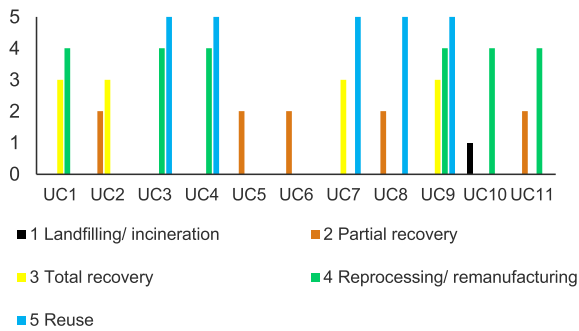 5
4
3
2
1
0
UC1 UC2 UC3 UC4 UC5 UC6 UC7 UC8 UC9 UC10 UC11
1 Landfilling/ incineration 2 Partial recovery
3 Total recovery 4 Reprocessing/ remanufacturing
5 Reuse